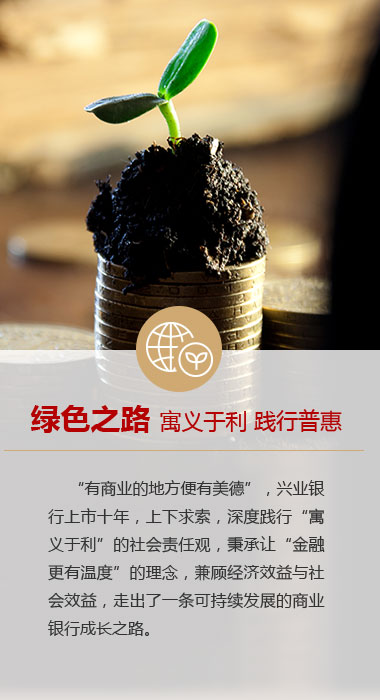 绿色之路 寓义于利 践行普惠
“有商业的地方便有美德”，兴业银
行上市十年，上下求索，深度践行“寓
义于利”的社会责任观，秉承让“金融
更有温度”的理念，兼顾经济效益与社
会效益，走出了一条可持续发展的商业
银行成长之路。